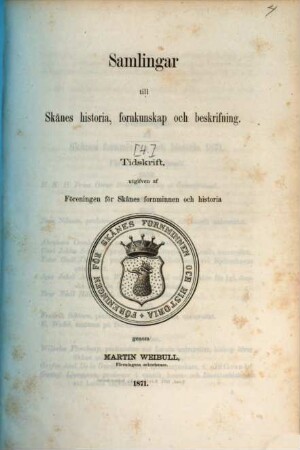 4
Samlingar
till
Skånes historia, fornkunskap och beskrifning.
[4.]
Tidskrift,
utgifven af
Föreningen för Skånes fornminnen och historia
FÖRENINGEN FÖR SKÅNES FORNMINNEN OCH HISTORIA
genom
MARTIN WEIBULL,
Föreningens sekreterare.
1871.